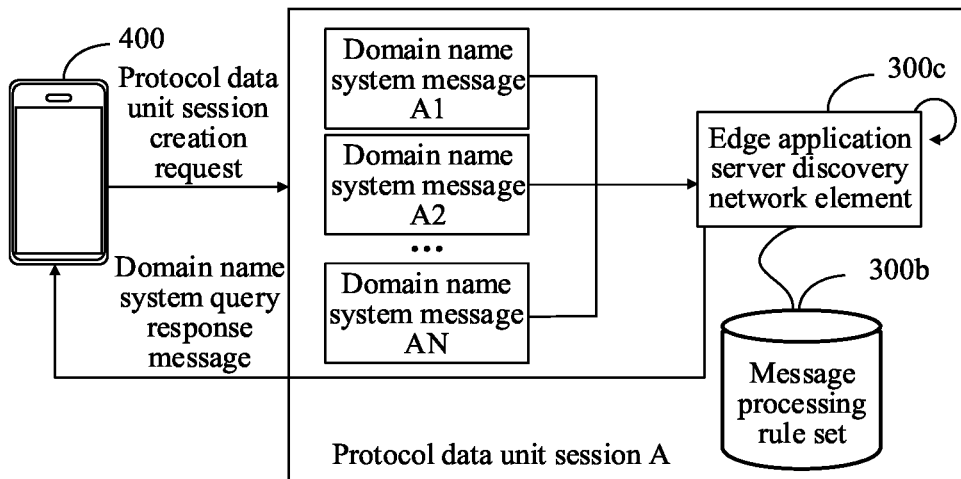 400
Protocol data
unit session
creation
request
Domain name
system query
response
message
Domain name
system message
A1
Domain name
system message
A2
...
Domain name
system message
AN
300c
Edge application
server discovery
network element
300b
Message
processing
rule set
Protocol data unit session A